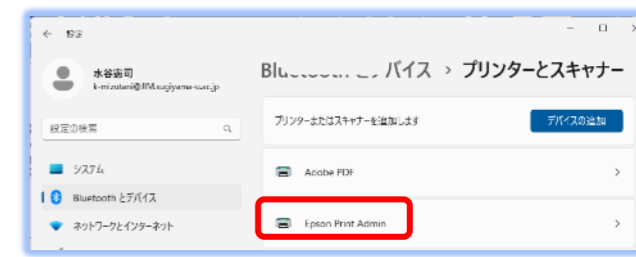 ← 設定
水谷憲司
Bluetooth とデバイス › プリンターとスキャナー
プリンターまたはスキャナーを追加します
デバイスの追加
設定の検索
システム
Adobe PDF
Bluetooth とデバイス
Epson Print Admin
ネットワークとインターネット